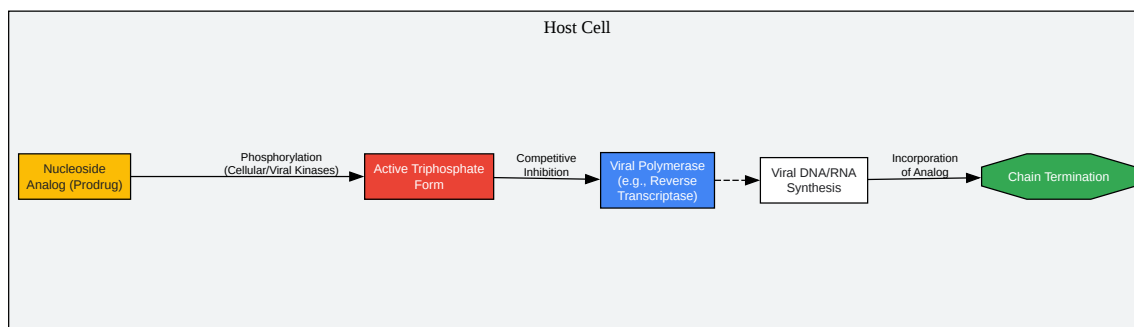 Host Cell
Nucleoside
Analog (Prodrug)
Phosphorylation
(Cellular/Viral Kinases)
Active Triphosphate
Form
Competitive
Inhibition
Viral Polymerase
(e.g., Reverse
Transcriptase)
Viral DNA/RNA
Synthesis
Incorporation
of Analog
Chain Termination